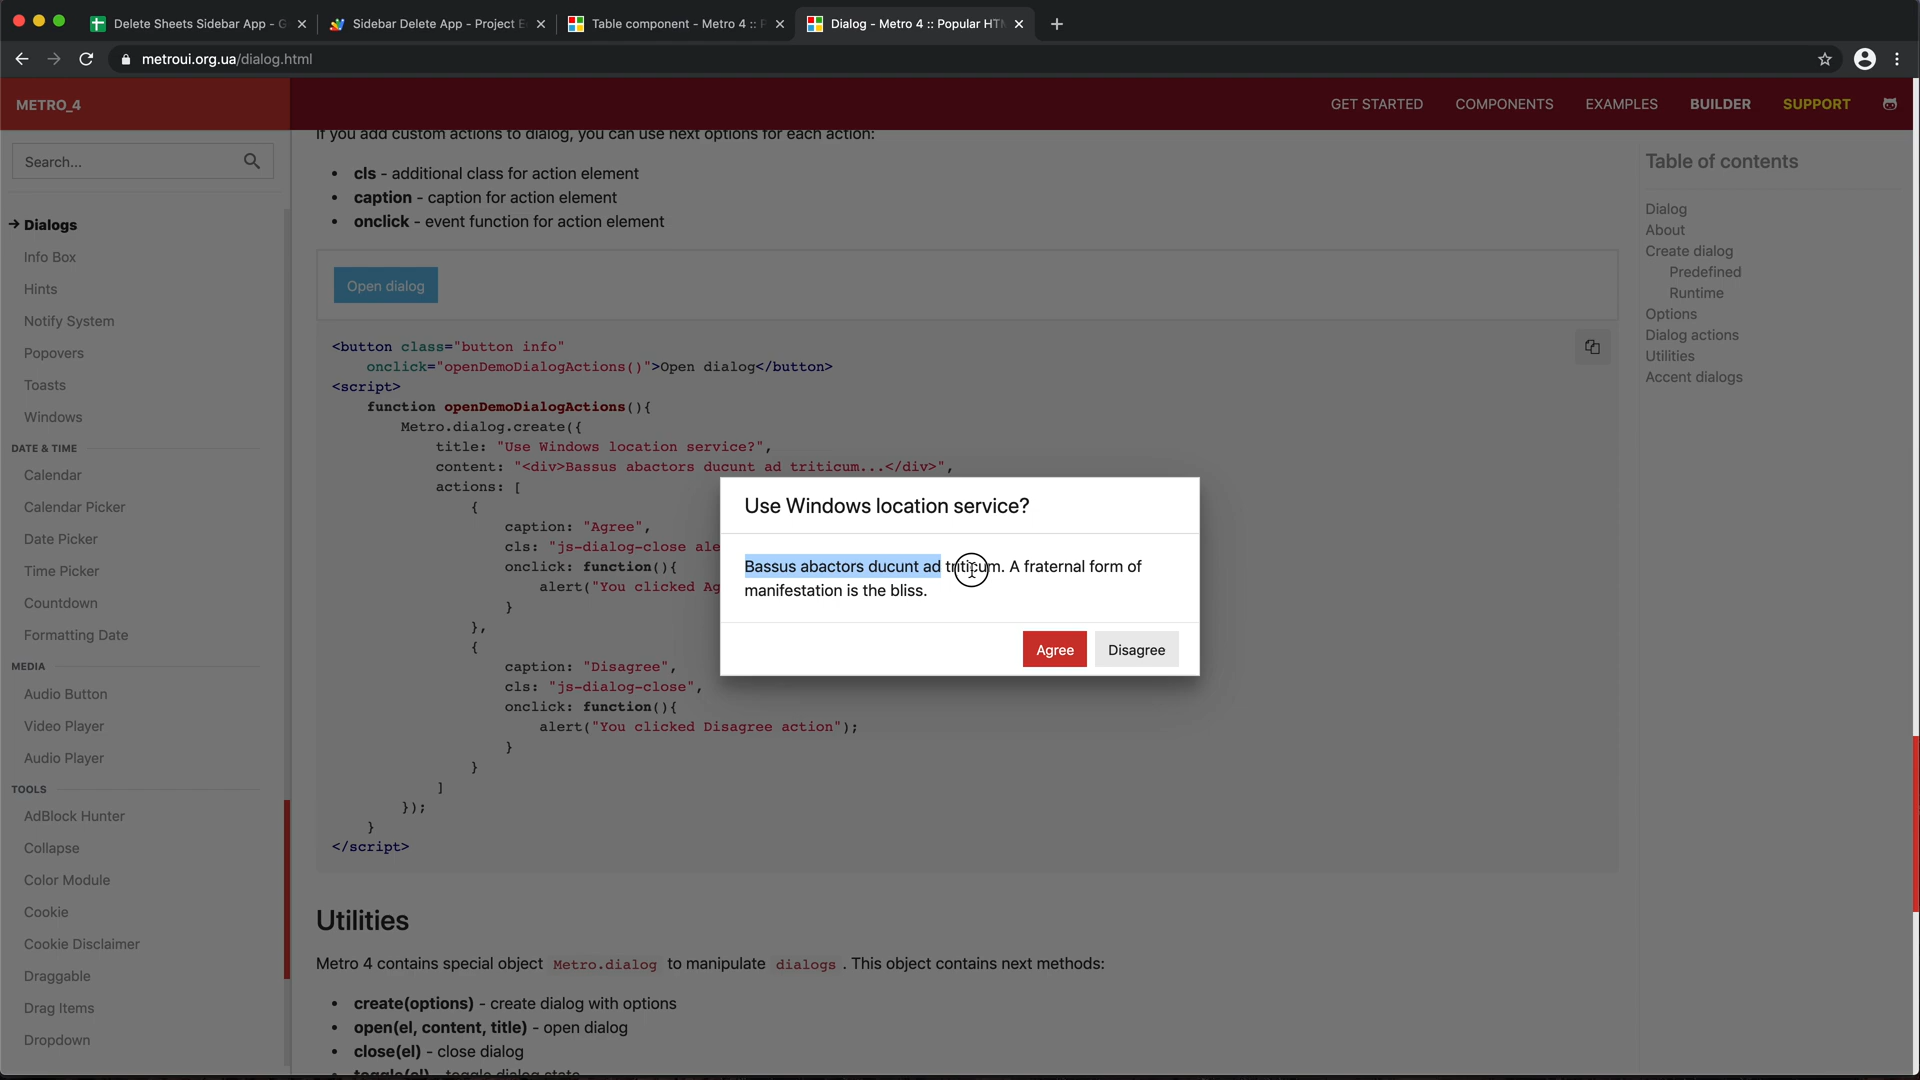 Delete Sheets Sidebar App - G
Sidebar Delete App - Project E
Table component - Metro 4 :: P
Dialog - Metro 4 :: Popular HT
metroui.org.ua/dialog.html
METRO_4
GET STARTED
COMPONENTS
EXAMPLES
BUILDER
SUPPORT
Search...
Dialogs
Info Box
Hints
Notify System
Popovers
Toasts
Windows
DATE & TIME
Calendar
Calendar Picker
Date Picker
Time Picker
Countdown
Formatting Date
MEDIA
Audio Button
Video Player
Audio Player
TOOLS
AdBlock Hunter
Collapse
Color Module
Cookie
Cookie Disclaimer
Draggable
Drag Items
Dropdown
If you add custom actions to dialog, you can use next options for each action:
• cls - additional class for action element
• caption - caption for action element
• onclick - event function for action element
Open dialog
<button class="button info"
onclick="openDemoDialogActions()">Open dialog</button>
<script>
function openDemoDialogActions(){
Metro.dialog.create({
title: "Use Windows location service?",
content: "<div>Bassus abactors ducunt ad triticum...</div>",
actions: [
{
caption: "Agree",
cls: "js-dialog-close ale
onclick: function(){
alert("You clicked Ag
}
},
{
caption: "Disagree",
cls: "js-dialog-close",
onclick: function(){
alert("You clicked Disagree action");
}
}
]
});
}
</script>
Use Windows location service?
Bassus abactors ducunt ad triticum. A fraternal form of
manifestation is the bliss.
Agree
Disagree
Utilities
Metro 4 contains special object Metro.dialog to manipulate dialogs . This object contains next methods:
• create(options) - create dialog with options
• open(el, content, title) - open dialog
• close(el) - close dialog
• toggle(el) - toggle dialog state
Table of contents
Dialog
About
Create dialog
Predefined
Runtime
Options
Dialog actions
Utilities
Accent dialogs